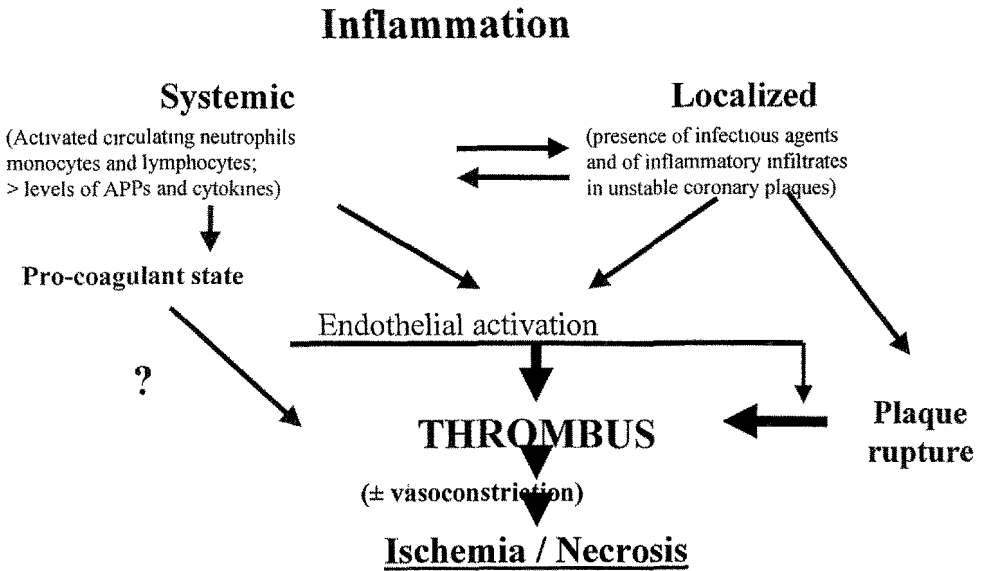 Inflammation
Systemic
(Activated circulating neutrophils
monocytes and lymphocytes;
> levels of APPs and cytokines)
Localized
(presence of infectious agents
and of inflammatory infiltrates
in unstable coronary plaques)
Pro-coagulant state
Endothelial activation
?
THROMBUS
Plaque
rupture
(± vasoconstriction)
Ischemia / Necrosis